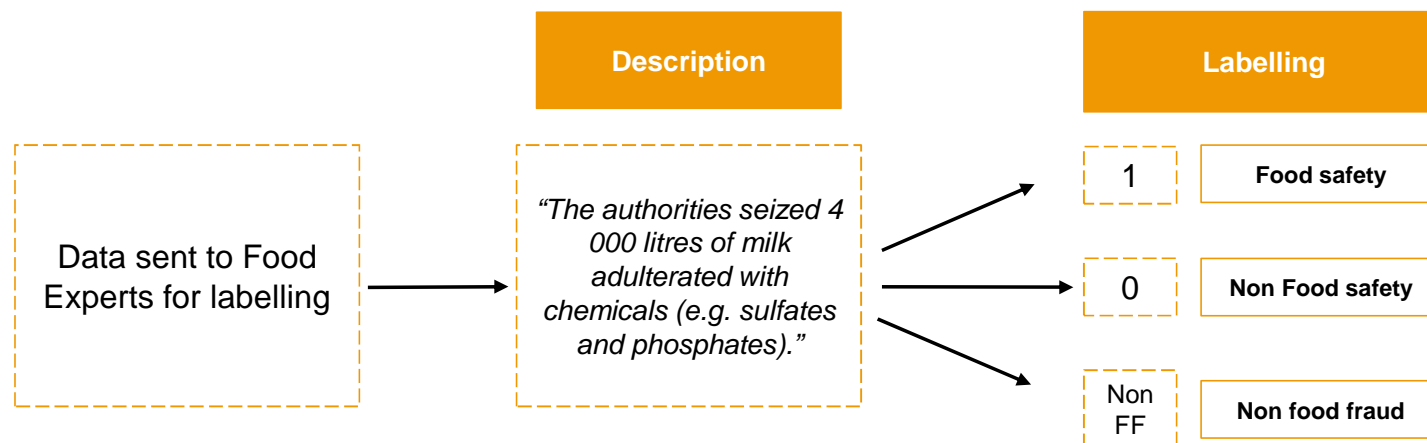 Description
Labelling
Data sent to Food
Experts for labelling
“The authorities seized 4
000 litres of milk
adulterated with
chemicals (e.g. sulfates
and phosphates).”
1
Food safety
0
Non Food safety
Non
FF
Non food fraud